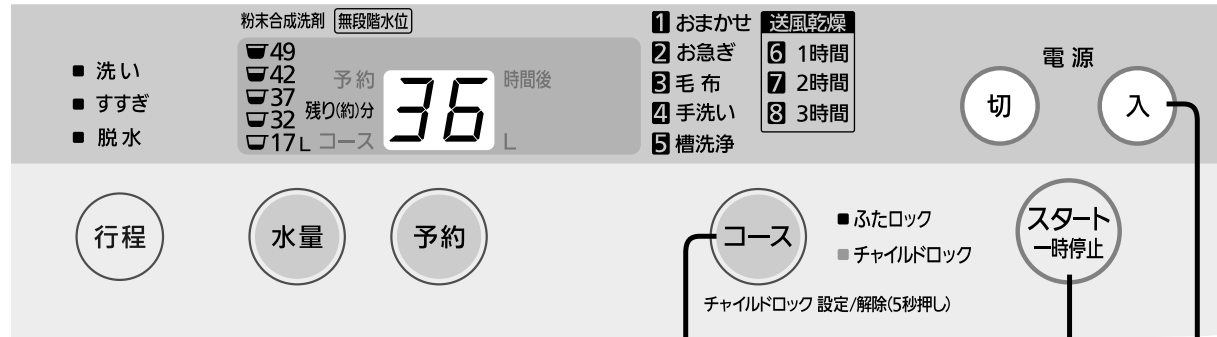 粉末合成洗剤 無段階水位
49
42
37
32
17L
予約
残り(約)分
コース
36
時間後
L
洗い
すすぎ
脱水
1 おまかせ
2 お急ぎ
3 毛布
4 手洗い
5 槽洗浄
送風乾燥
6 1時間
7 2時間
8 3時間
電源
切
入
行程
水量
予約
コース
ふたロック
チャイルドロック
スタート
一時停止
チャイルドロック 設定/解除(5秒押し)